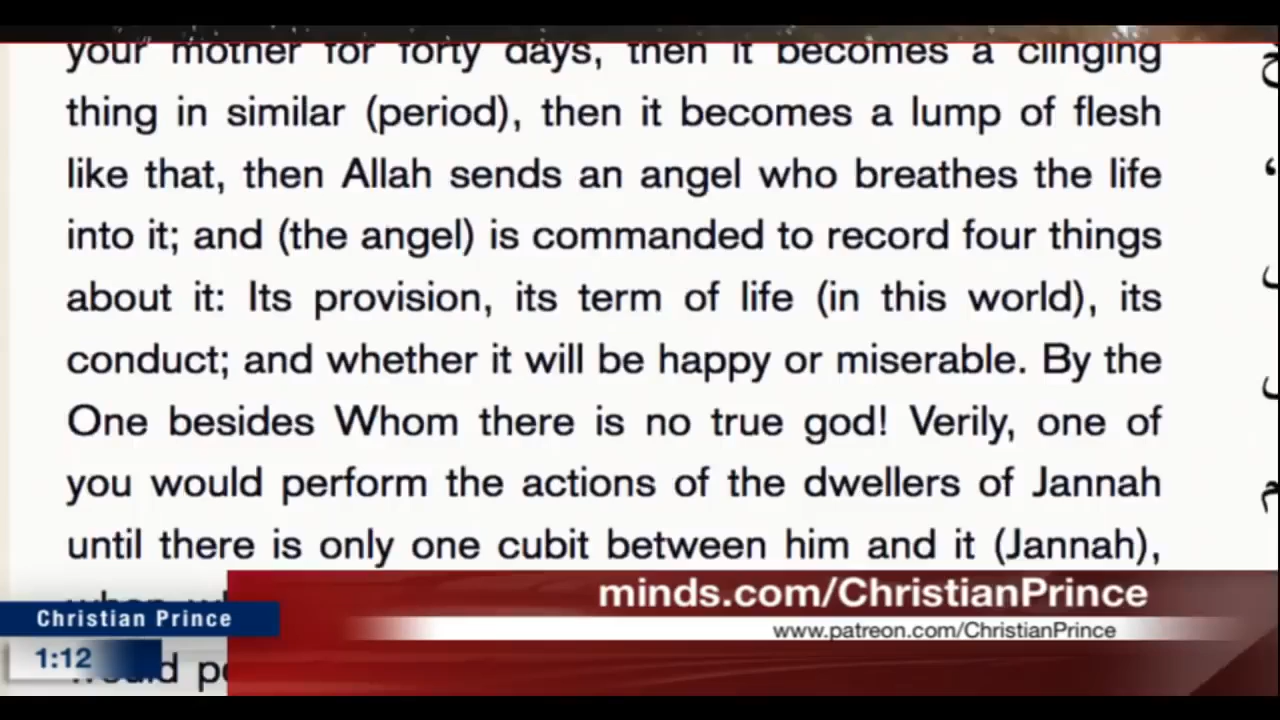 your mother for forty days, then it becomes a clinging
thing in similar (period), then it becomes a lump of flesh
like that, then Allah sends an angel who breathes the life
into it; and (the angel) is commanded to record four things
about it: Its provision, its term of life (in this world), its
conduct; and whether it will be happy or miserable. By the
One besides Whom there is no true god! Verily, one of
you would perform the actions of the dwellers of Jannah
until there is only one cubit between him and it (Jannah),
minds.com/ChristianPrince
Christian Prince
www.patreon.com/ChristianPrince
1:12